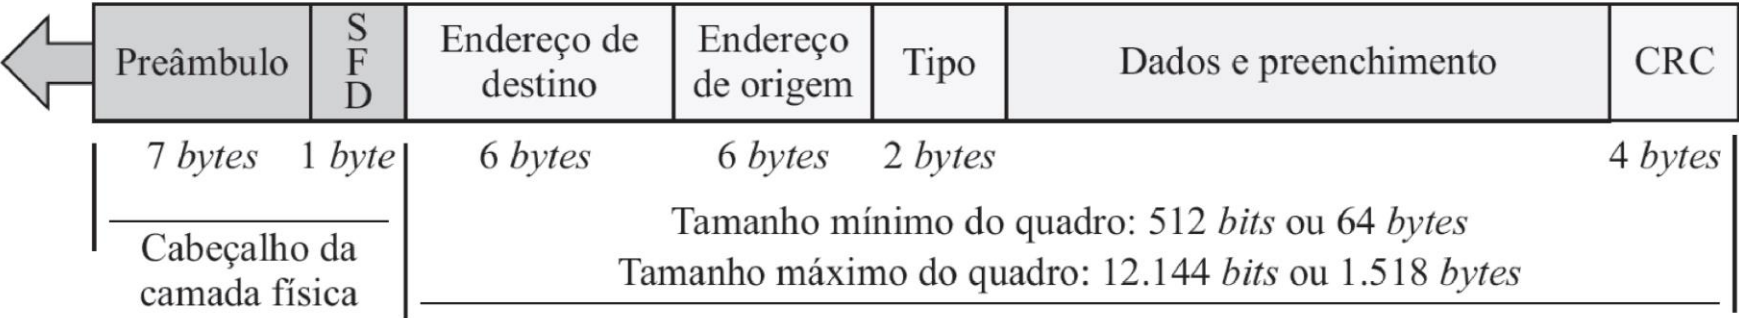 Preâmbulo
S
F
D
Endereço de
destino
Endereço
de origem
Tipo
Dados e preenchimento
CRC
7 bytes
1 byte
6 bytes
6 bytes
2 bytes
4 bytes
Cabeçalho da
camada física
Tamanho mínimo do quadro: 512 bits ou 64 bytes
Tamanho máximo do quadro: 12.144 bits ou 1.518 bytes